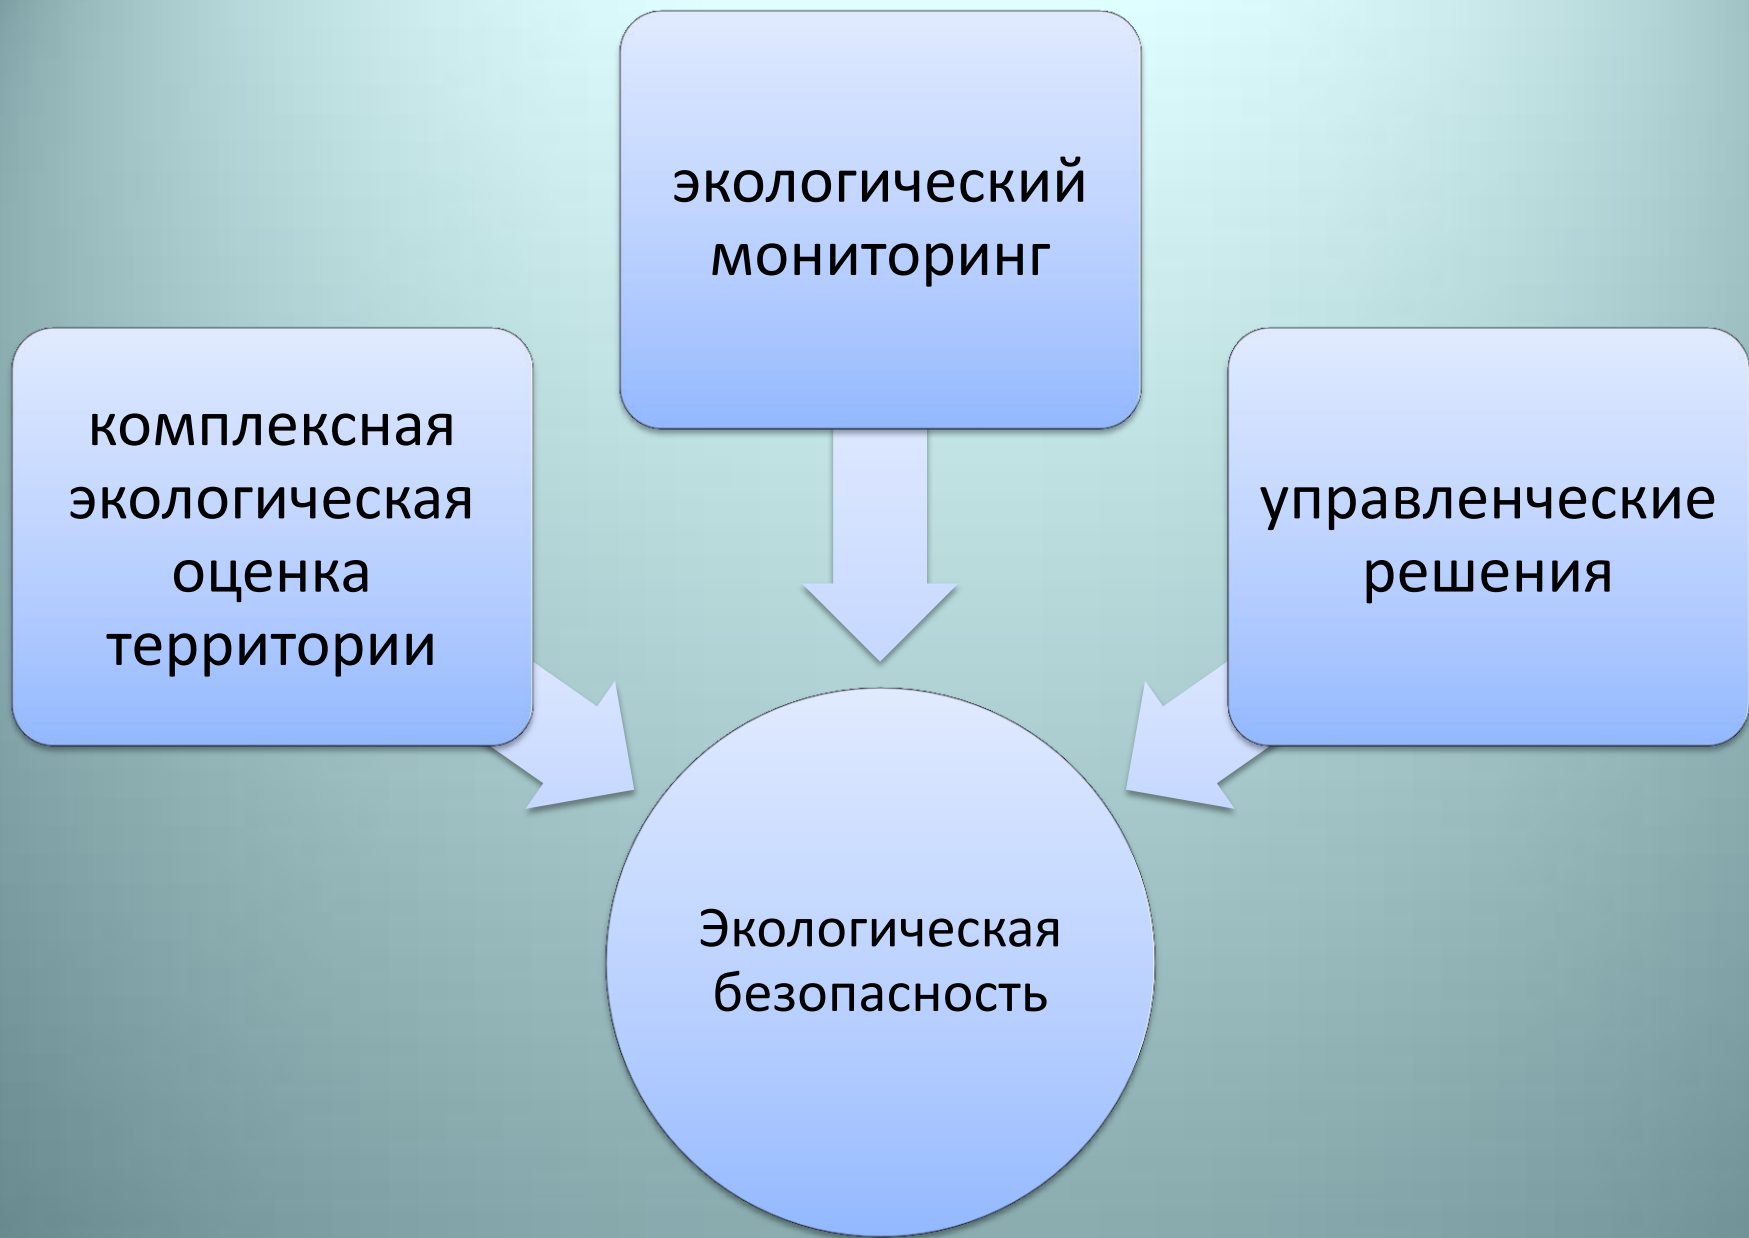 экологический
мониторинг
комплексная
экологическая
оценка
территории
управленческие
решения
Экологическая
безопасность